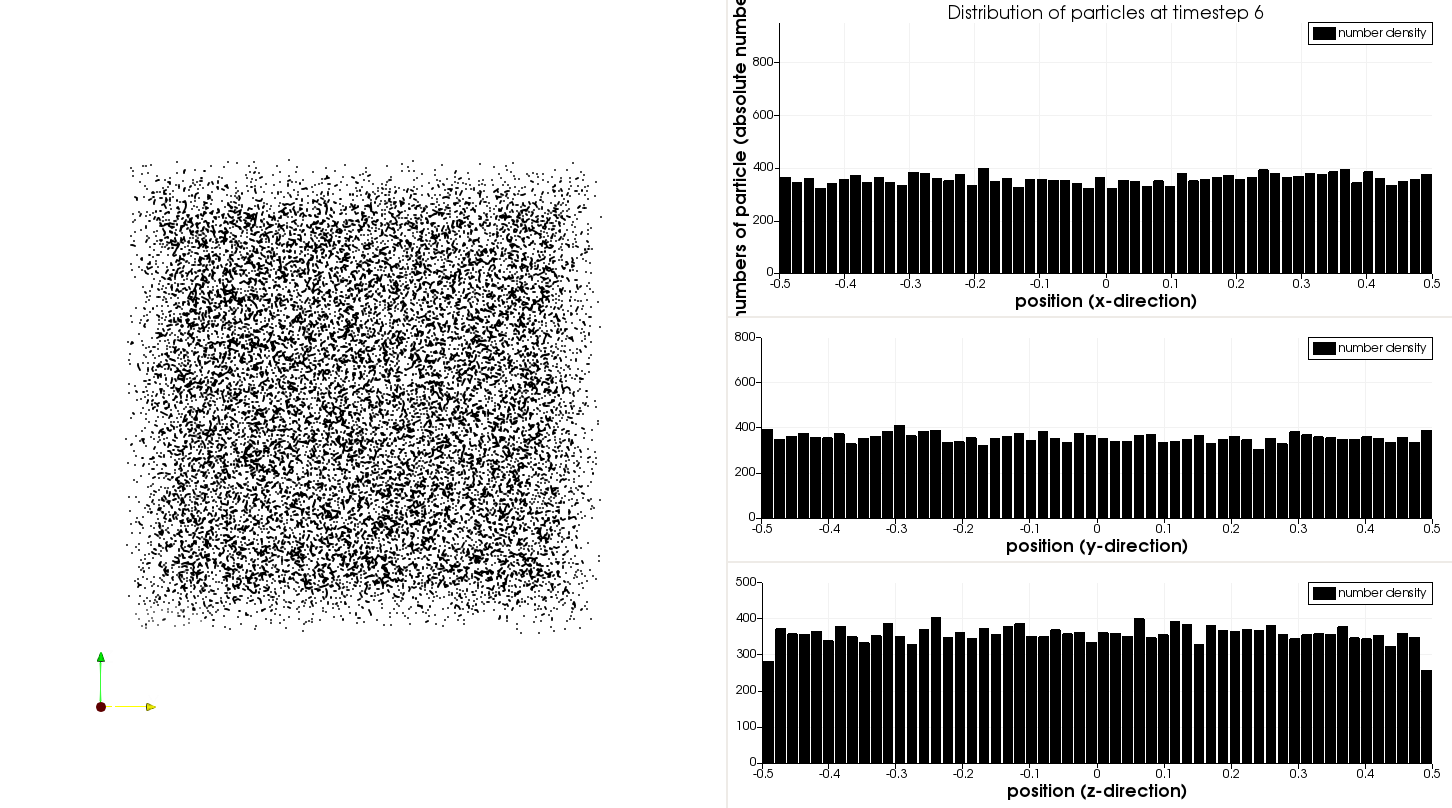 Distribution of particles at timestep 6
number density
numbers of particle (absolute numbe
800
600
400
200
0
-0.5 -0.4 -0.3 -0.2 -0.1 0 0.1 0.2 0.3 0.4 0.5
position (x-direction)
number density
800
600
400
200
0
-0.5 -0.4 -0.3 -0.2 -0.1 0 0.1 0.2 0.3 0.4 0.5
position (y-direction)
number density
500
400
300
200
100
0
-0.5 -0.4 -0.3 -0.2 -0.1 0 0.1 0.2 0.3 0.4 0.5
position (z-direction)